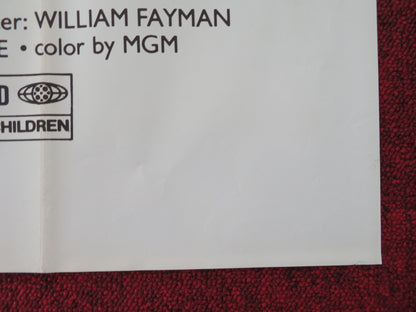 er: WILLIAM FAYMAN
E • color by MGM
D
CHILDREN